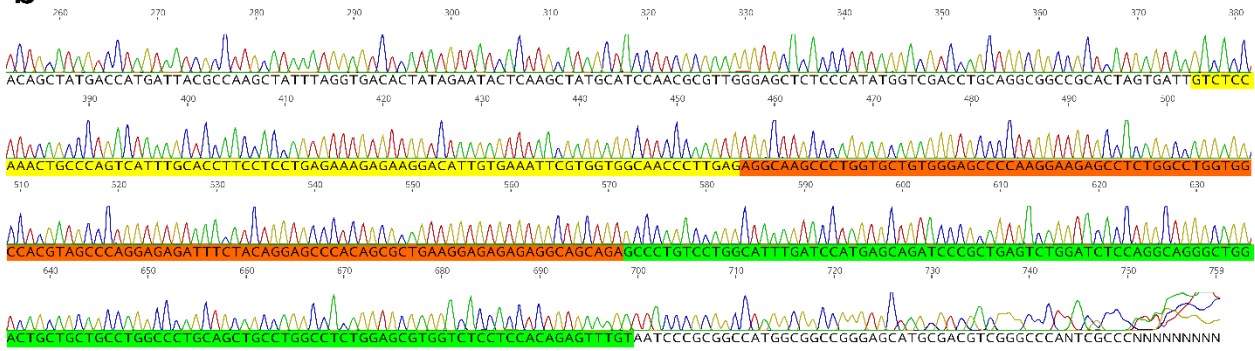 b
260 270 280 290 300 310 320 330 340 350 360 370 380
ACAGCTATGACCATGATTACGCCAAGCTATTTAGGTGACACTATAGAATACTCAAGCTATGCATCCAACGCGTTGGGAGCTCTCCCATATGGTCGACCTGCAGGCGGCCGCACTAGTGATTGTCTCC
390 400 410 420 430 440 450 460 470 480 490 500
AAACTGCCCAGTCATTTGCACCTTCCTCCTGAGAAAGAGAAGGACATTGTGAAATTCGTGGTGGCAACCCTTGAGAGGCAAGCCCTGGTGCTGTGGGAGCCCCCAAGGAAGAGCCTCTGGCCTGGTGG
510 520 530 540 550 560 570 580 590 600 610 620 630
CCACGTAGCCCAGGAGAGATTTCTACAGGAGCCCACAGCGCTGAAGGAGAGAGAGGCAGCAGAGCCCTGTCCTGGCATTTGATCCATGAGCAGATCCCGCTGAGTCTGGATCTCCAGGCAGGGCTGG
640 650 660 670 680 690 700 710 720 730 740 750 759
ACTGCTGCTGCCTGGCCCTGCAGCTGCCTGGCCTCTGGAGCGTGGTCTCCTCCACAGAGTTTGTAATCCCGCGGCCATGGCGGCCGGGAGCATGCGACGTCGGGCCCANTCGCCCNNNNNNNNN